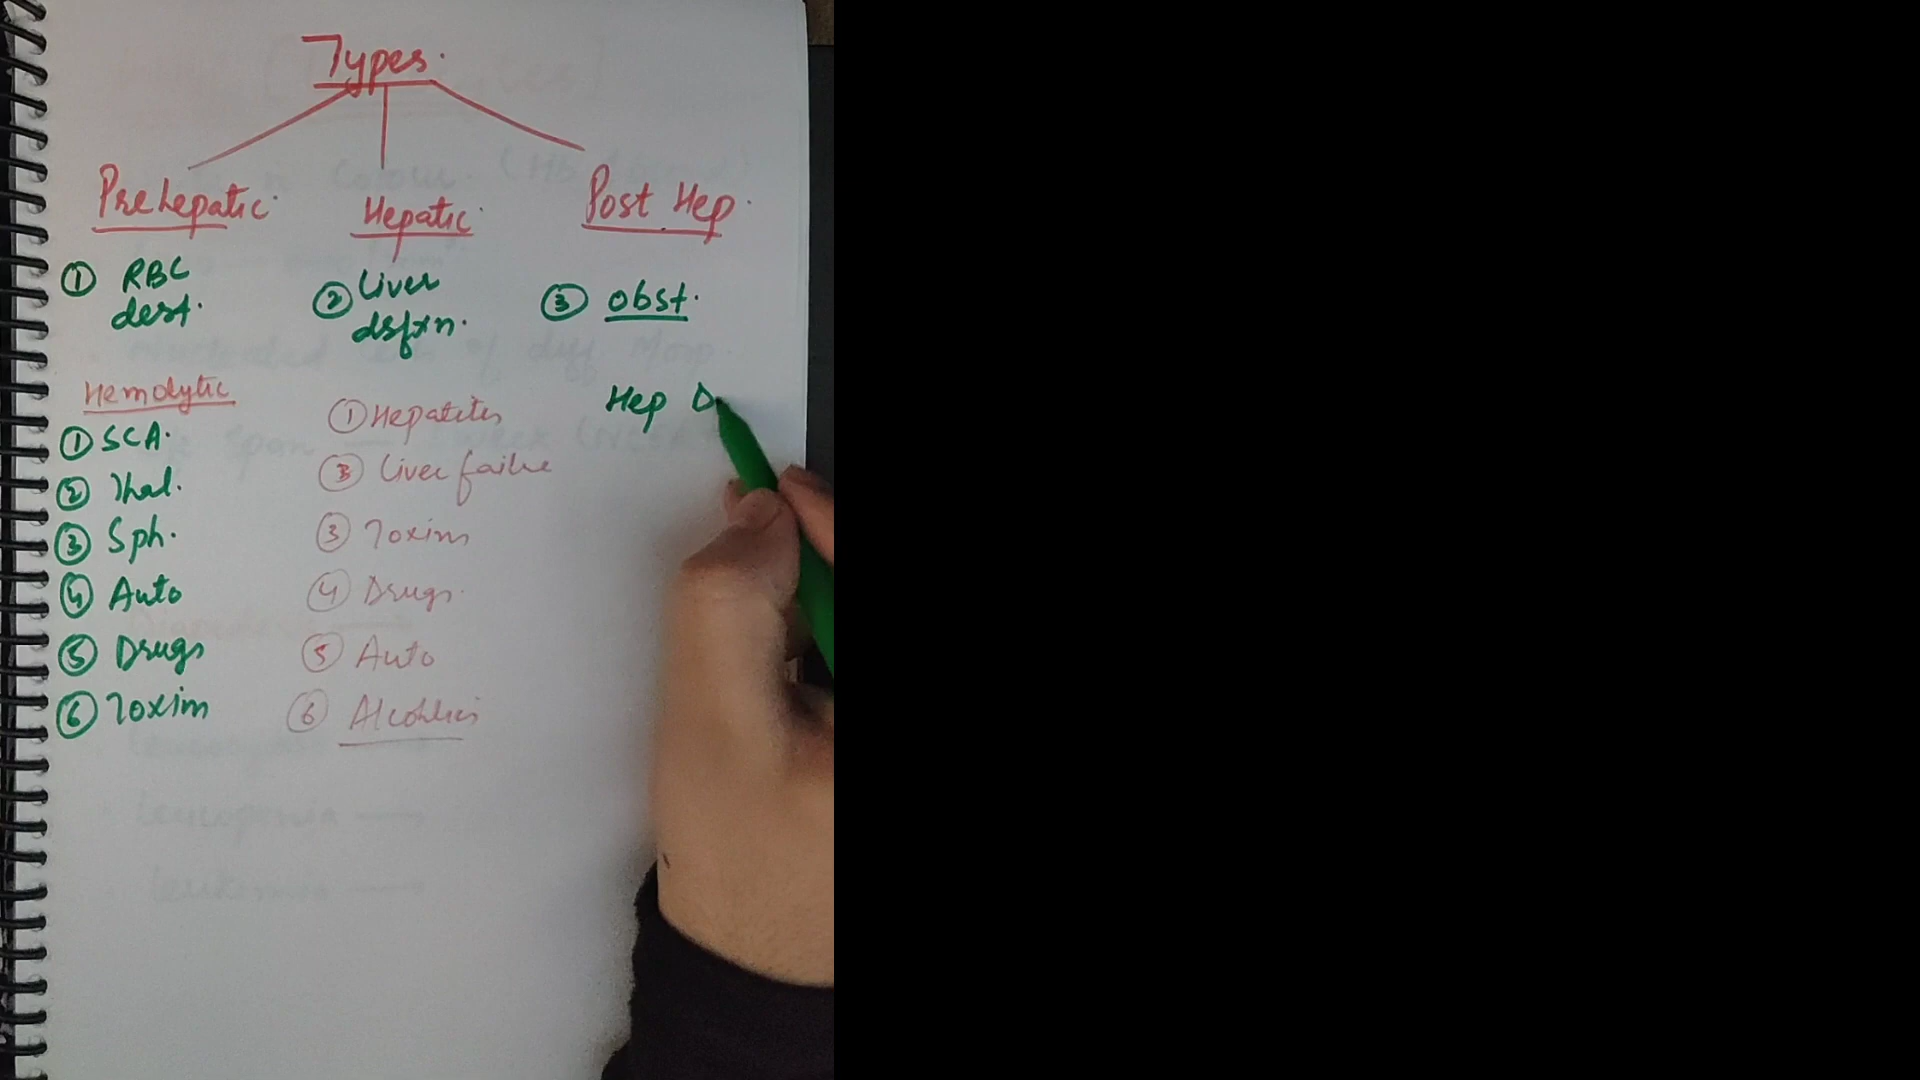 Types.
Prehepatic.
Hepatic.
Post Hep.
① RBC
dest.
② Liver
dsfxn.
③ obst.
Hemolytic
① SCA.
② Thal.
③ Sph.
④ Auto
⑤ Drugs
⑥ Toxim
① Hepatitis
③ Liver failre
③ Toxins
④ Drugs.
⑤ Auto
⑥
Hep D